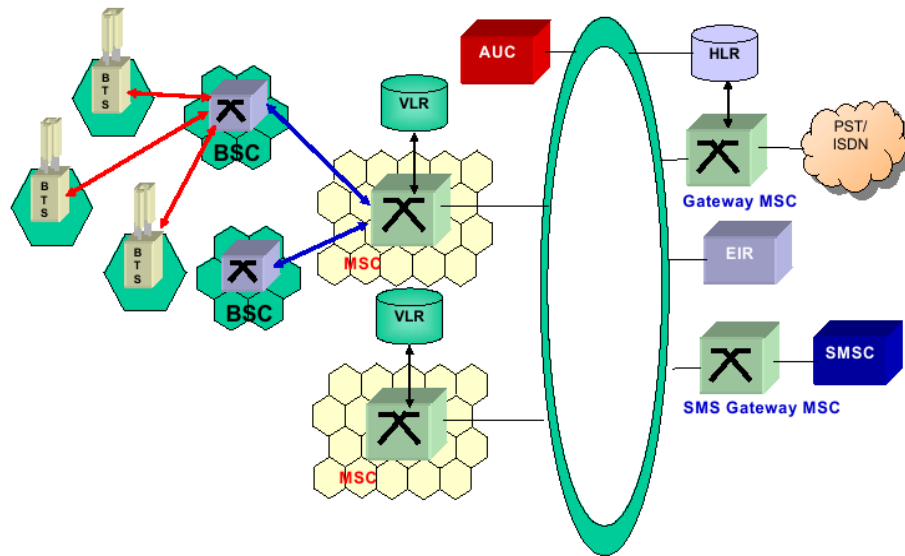 AUC
HLR
B
T
S
VLR
BSC
PST/
ISDN
B
T
S
Gateway MSC
B
T
S
MSC
EIR
BSC
VLR
SMSC
SMS Gateway MSC
MSC